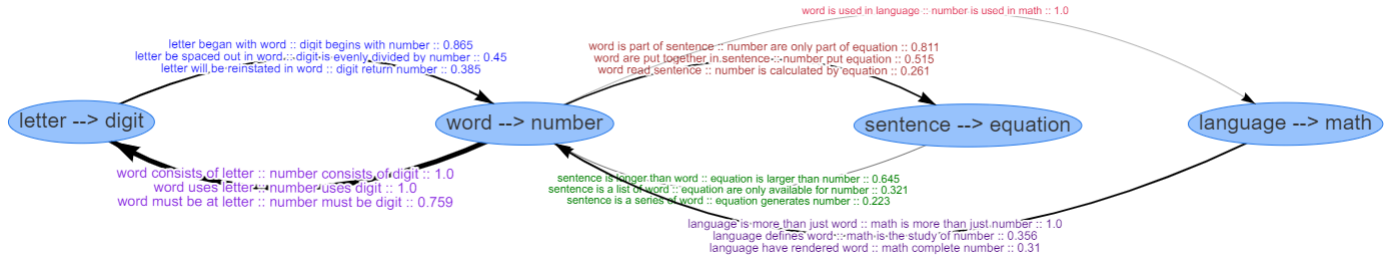 word is used in language :: number is used in math :: 1.0
letter began with word :: digit begins with number :: 0.865
letter be spaced out in word :: digit is evenly divided by number :: 0.45
letter will be reinstated in word :: digit return number :: 0.385
word is part of sentence :: number are only part of equation :: 0.811
word are put together in sentence :: number put equation :: 0.515
word read sentence :: number is calculated by equation :: 0.261
letter --> digit
word --> number
sentence --> equation
language --> math
word consists of letter :: number consists of digit :: 1.0
word uses letter :: number uses digit :: 1.0
word must be at letter :: number must be digit :: 0.759
sentence is longer than word :: equation is larger than number :: 0.645
sentence is a list of word :: equation are only available for number :: 0.321
sentence is a series of word :: equation generates number :: 0.223
language is more than just word :: math is more than just number :: 1.0
language defines word :: math is the study of number :: 0.356
language have rendered word :: math complete number :: 0.31